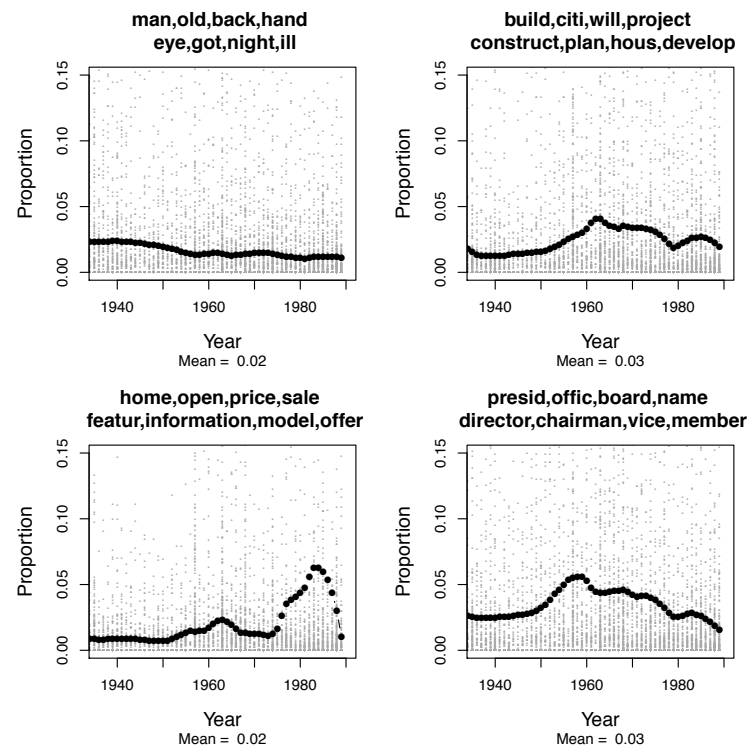 man,old,back,hand
eye,got,night,ill
Proportion
0.15
0.10
0.05
0.00
1940 1960 1980
Year
Mean = 0.02
build,citi,will,project
construct,plan,hous,develop
Proportion
0.15
0.10
0.05
0.00
1940 1960 1980
Year
Mean = 0.03
home,open,price,sale
featur,information,model,offer
Proportion
0.15
0.10
0.05
0.00
1940 1960 1980
Year
Mean = 0.02
presid,offic,board,name
director,chairman,vice,member
Proportion
0.15
0.10
0.05
0.00
1940 1960 1980
Year
Mean = 0.03